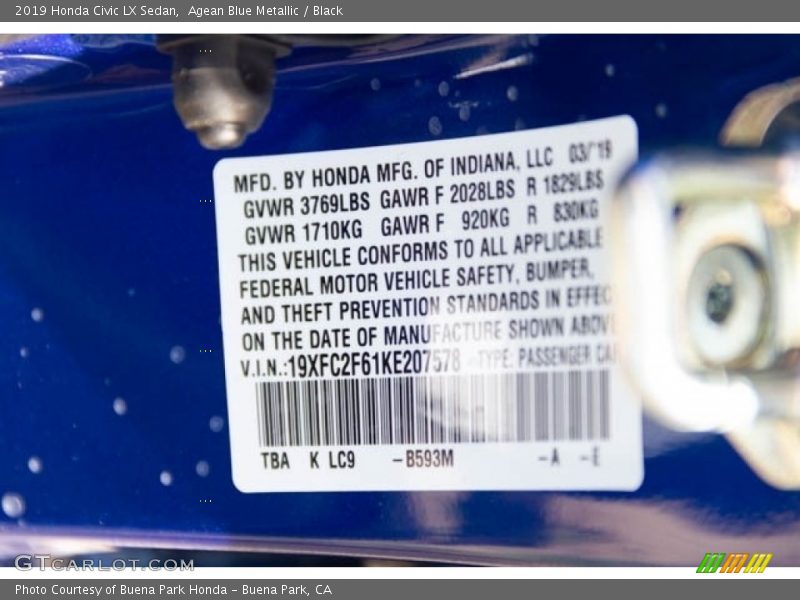 2019 Honda Civic LX Sedan,  Agean Blue Metallic / Black
MFD. BY HONDA MFG. OF INDIANA, LLC 03/19
GVWR 3769LBS GAWR F 2028LBS R 1829LBS
GVWR 1710KG GAWR F 920KG R 830KG
THIS VEHICLE CONFORMS TO ALL APPLICABLE
FEDERAL MOTOR VEHICLE SAFETY, BUMPER,
AND THEFT PREVENTION STANDARDS IN EFFEC
ON THE DATE OF MANUFACTURE SHOWN ABOV
V.I.N.:19XFC2F61KE207578 TYPE: PASSENGER CA
TBA K LC9 -B593M -A -E
GTCARLOT.COM
Photo Courtesy of Buena Park Honda - Buena Park, CA